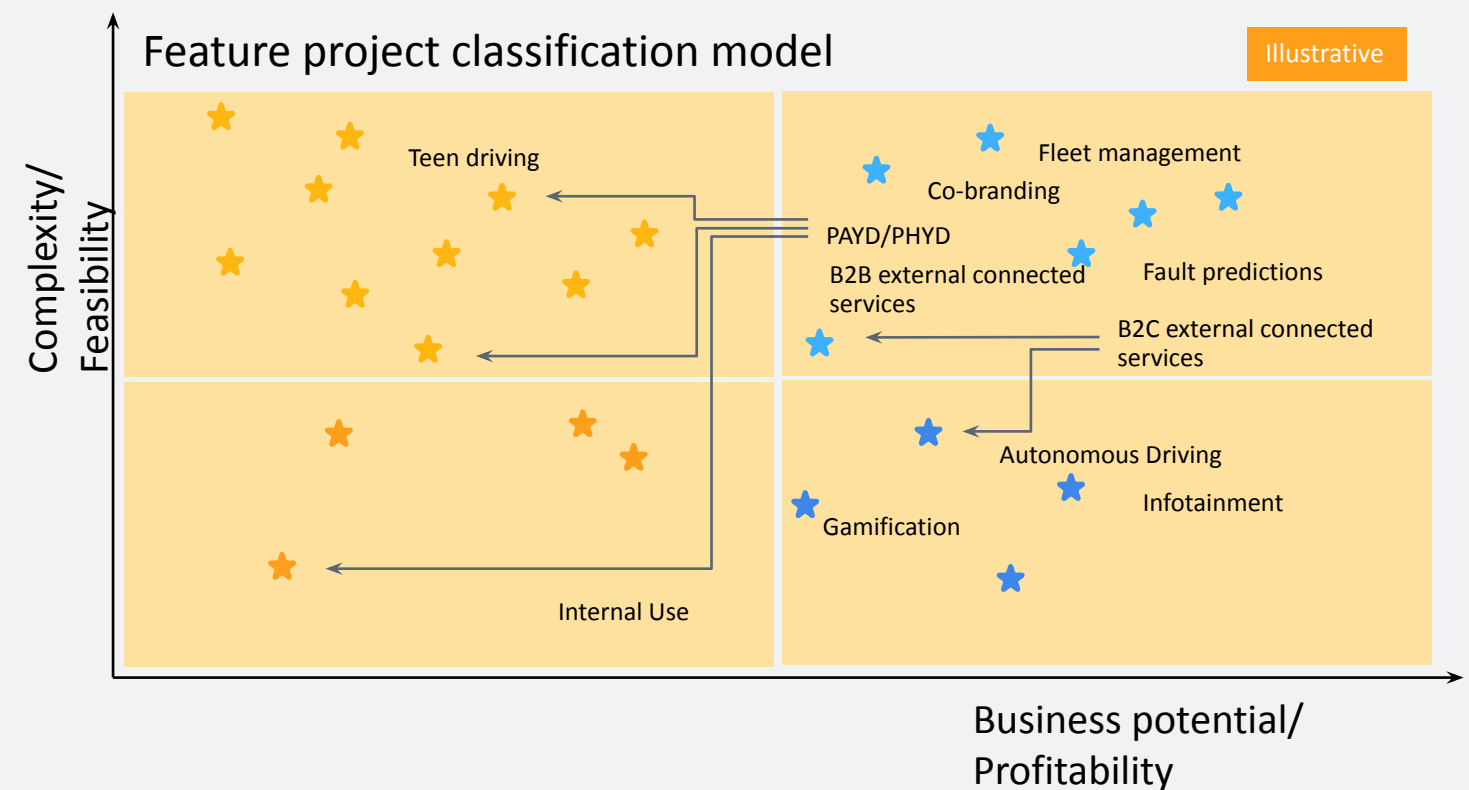 Feature project classification model
Illustrative
Complexity/
Feasibility
Teen driving
Fleet management
Co-branding
PAYD/PHYD
B2B external connected
services
Fault predictions
B2C external connected
services
Autonomous Driving
Infotainment
Gamification
Internal Use
Business potential/
Profitability